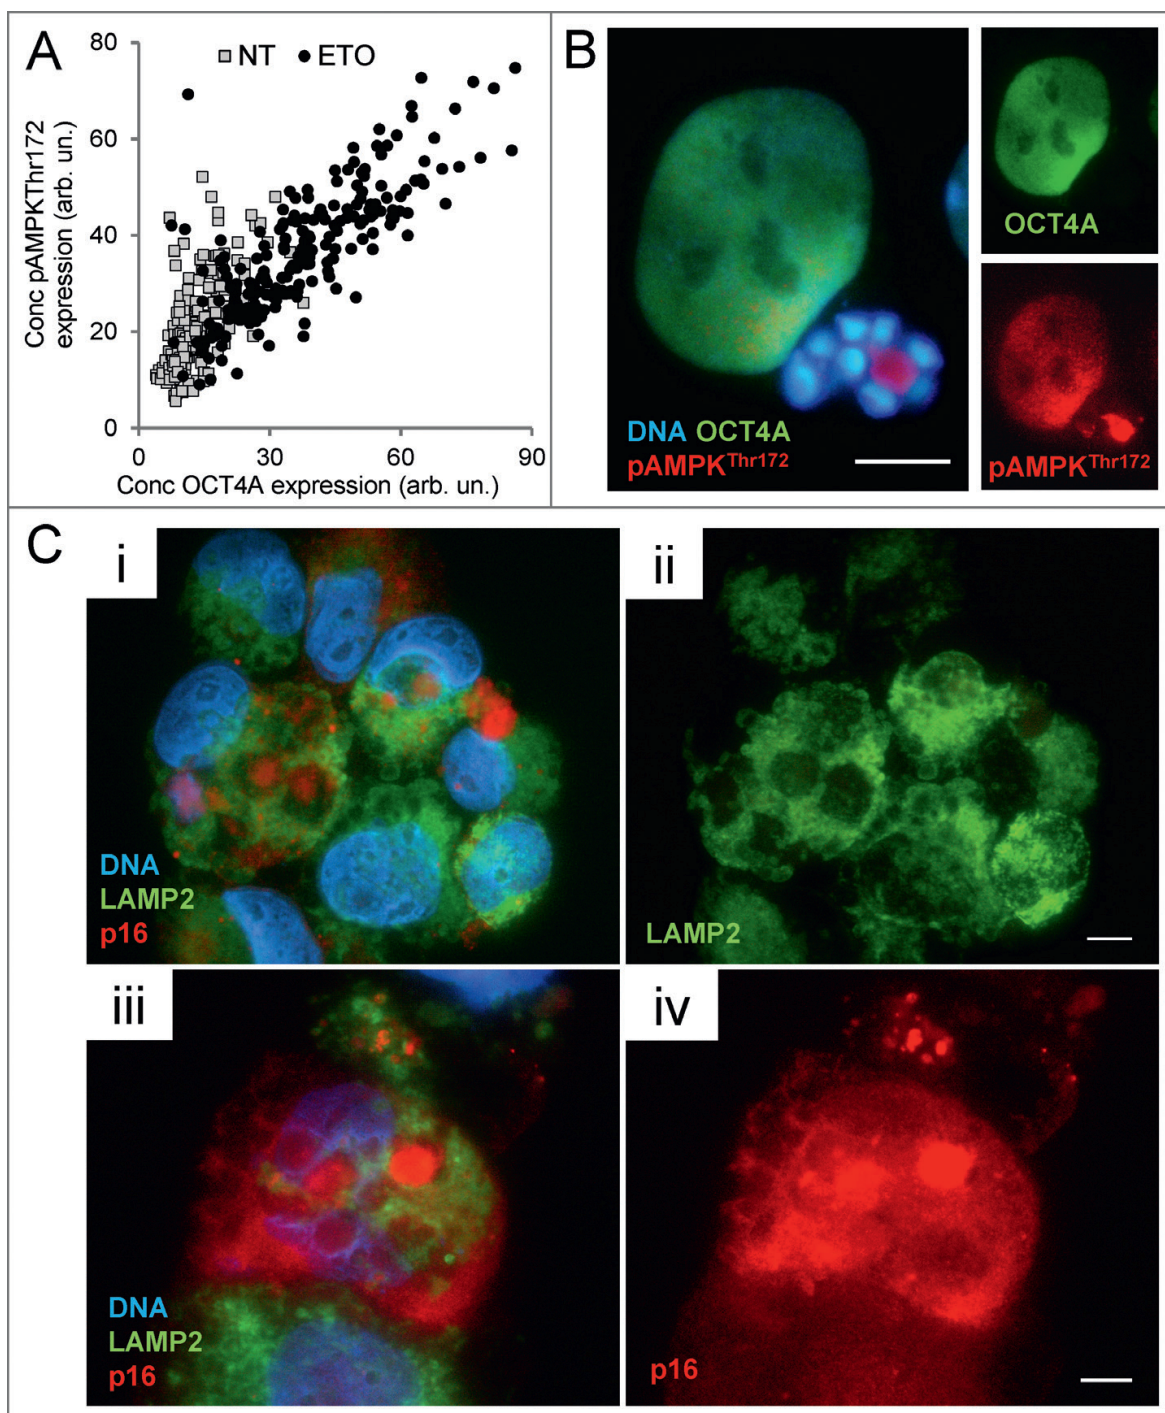 A
NT ETO
Conc pAMPKThr172
expression (arb. un.)
80
60
40
20
0
0 30 60 90
Conc OCT4A expression (arb. un.)
B
DNA OCT4A
pAMPKThr172
OCT4A
pAMPKThr172
C
i
DNA
LAMP2
p16
ii
LAMP2
iii
DNA
LAMP2
p16
iv
p16